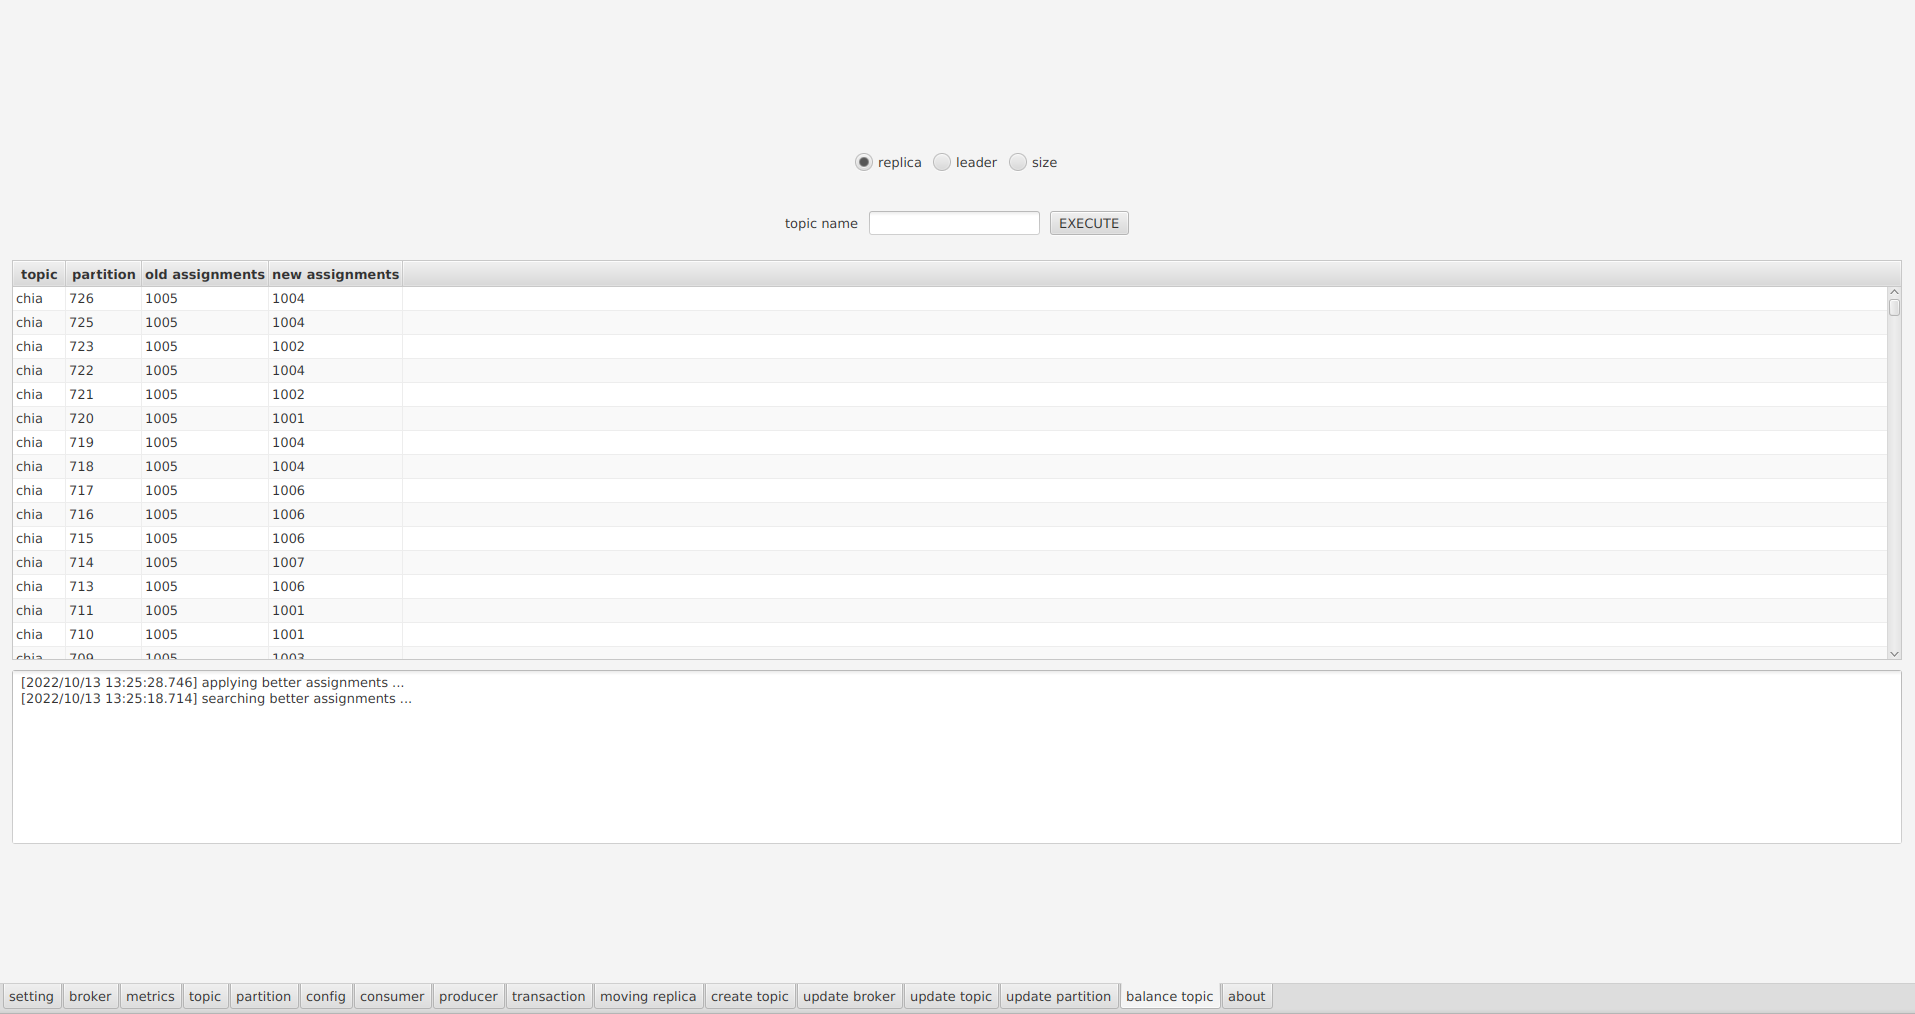 replica leader size
topic name EXECUTE
topic partition old assignments new assignments
chia 726 1005 1004
chia 725 1005 1004
chia 723 1005 1002
chia 722 1005 1004
chia 721 1005 1002
chia 720 1005 1001
chia 719 1005 1004
chia 718 1005 1004
chia 717 1005 1006
chia 716 1005 1006
chia 715 1005 1006
chia 714 1005 1007
chia 713 1005 1006
chia 711 1005 1001
chia 710 1005 1001
chia 709 1005 1003
[2022/10/13 13:25:28.746] applying better assignments ...
[2022/10/13 13:25:18.714] searching better assignments ...
setting broker metrics topic partition config consumer producer transaction moving replica create topic update broker update topic update partition balance topic about